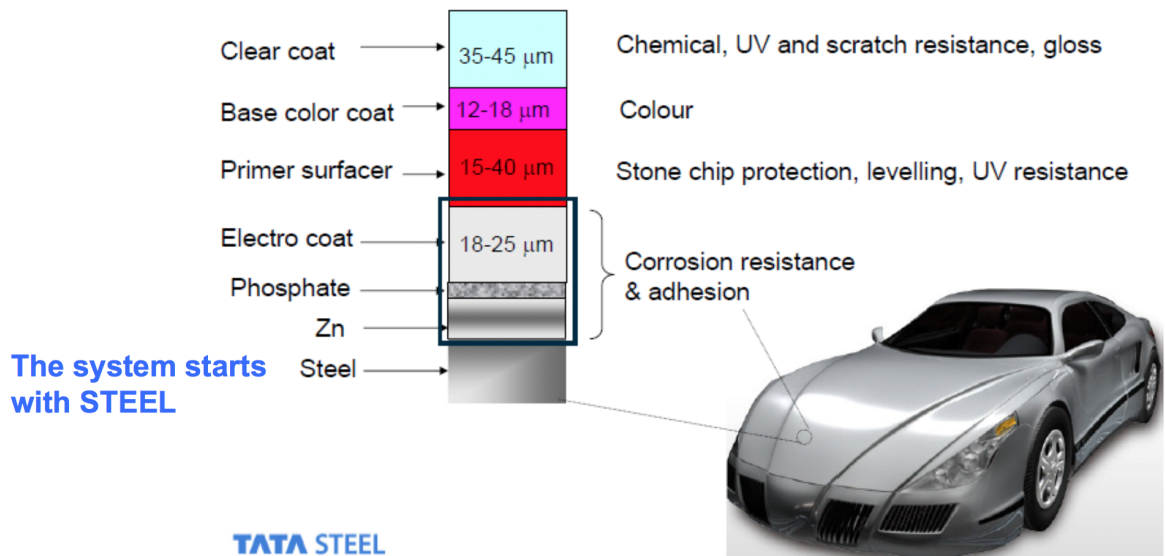 Clear coat
35-45 μm
Chemical, UV and scratch resistance, gloss
Base color coat
12-18 μm
Colour
Primer surfacer
15-40 μm
Stone chip protection, levelling, UV resistance
Electro coat
18-25 μm
Corrosion resistance
& adhesion
Phosphate
Zn
The system starts
with STEEL
Steel
TATA STEEL